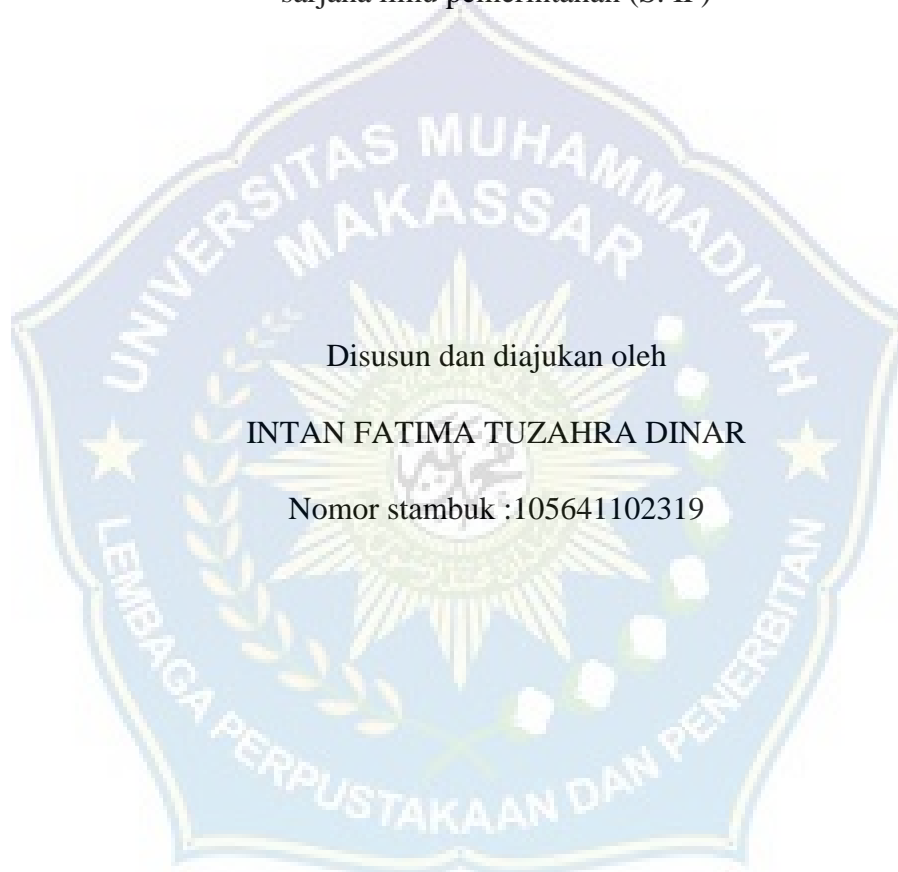 UNIVERSITAS MUHAMMADIYAH
MAKASSAR
Disusun dan diajukan oleh
INTAN FATIMA TUZAHRA DINAR
Nomor stambuk :105641102319
LEMBAGA PERPUSTAKAAN DAN PENERBITAN